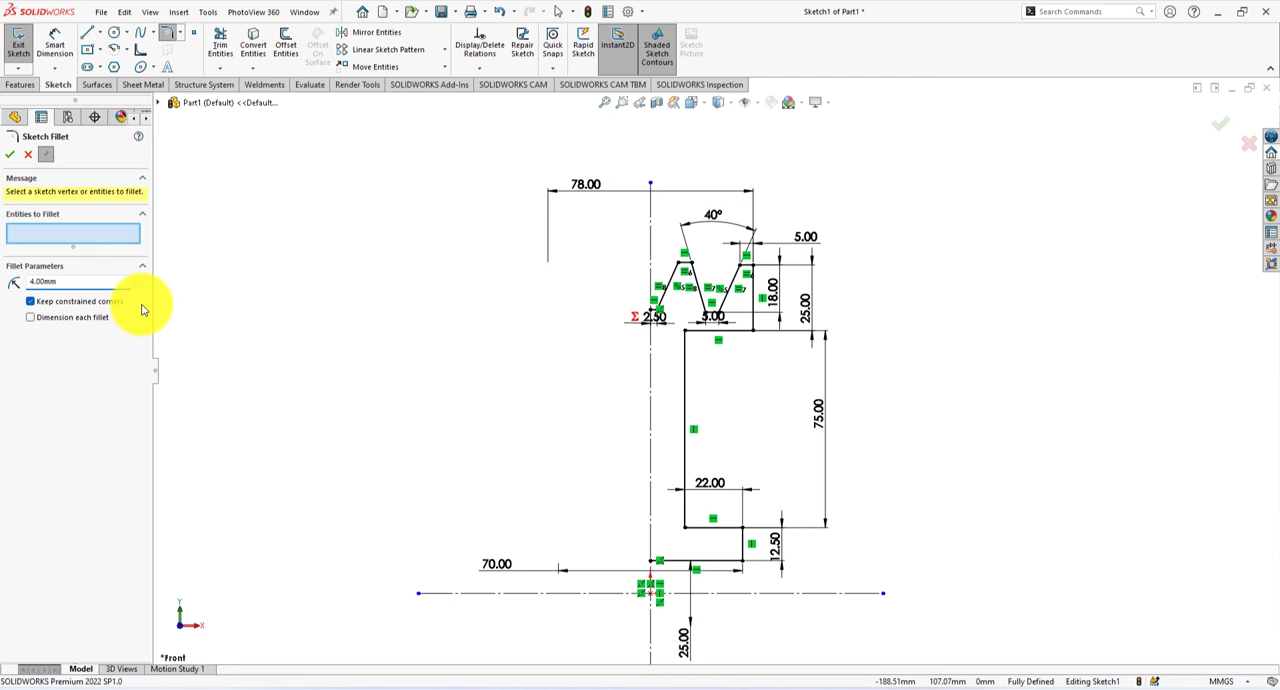 SOLIDWORKS File Edit View Insert Tools PhotoView 360 Window Sketch1 of Part1 * Search Commands
Exit Sketch
Smart Dimension
Trim Entities
Convert Entities
Offset Entities
Offset On Surface
Mirror Entities
Linear Sketch Pattern
Move Entities
Display/Delete Relations
Repair Sketch
Quick Snaps
Rapid Sketch
Instant2D
Shaded Sketch Contours
Sketch Picture
Features Sketch Surfaces Sheet Metal Structure System Weldments Evaluate Render Tools SOLIDWORKS Add-Ins SOLIDWORKS CAM SOLIDWORKS CAM TBM SOLIDWORKS Inspection
Part1 (Default) <<Default...
Sketch Fillet
Message
Select a sketch vertex or entities to fillet.
Entities to Fillet
Fillet Parameters
4.00mm
Keep constrained corners
Dimension each fillet
78.00
40°
5.00
18.00
25.00
Σ 2.50
5.00
75.00
22.00
12.50
70.00
25.00
Y
X
*Front
Model 3D Views Motion Study 1
SOLIDWORKS Premium 2022 SP1.0 -188.51mm 107.07mm 0mm Fully Defined Editing Sketch1 MMGS